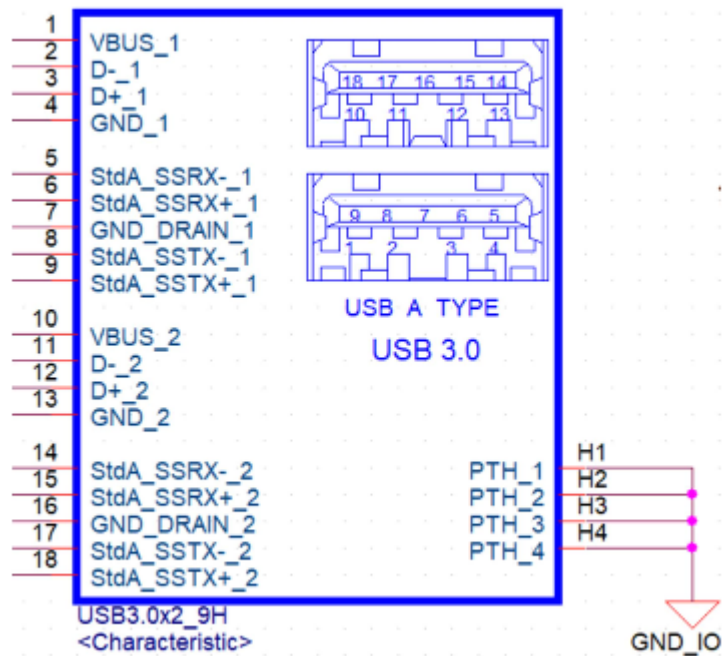 1 VBUS_1
2 D-_1
3 D+_1
4 GND_1
5 StdA_SSRX-_1
6 StdA_SSRX+_1
7 GND_DRAIN_1
8 StdA_SSTX-_1
9 StdA_SSTX+_1
10 VBUS_2
11 D-_2
12 D+_2
13 GND_2
14 StdA_SSRX-_2
15 StdA_SSRX+_2
16 GND_DRAIN_2
17 StdA_SSTX-_2
18 StdA_SSTX+_2
18 17 16 15 14
10 11 12 13
9 8 7 6 5
1 2 3 4
USB A TYPE
USB 3.0
PTH_1 H1
PTH_2 H2
PTH_3 H3
PTH_4 H4
GND_IO
USB3.0x2_9H
<Characteristic>